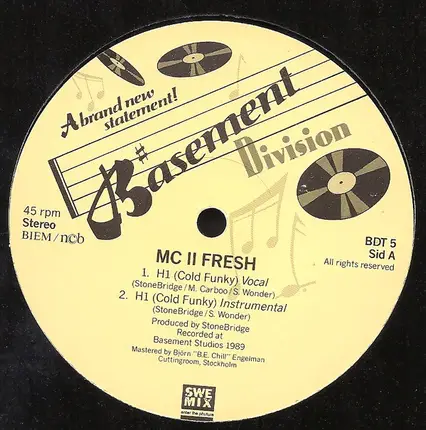 A brand new
statement!
Basement
Division
45 rpm
Stereo
BIEM/ncb
BDT 5
Sid A
All rights reserved
MC II FRESH
1. H1 (Cold Funky) Vocal
(StoneBridge/M. Carboo/S. Wonder)
2. H1 (Cold Funky) Instrumental
(StoneBridge/S. Wonder)
Produced by StoneBridge
Recorded at
Basement Studios 1989
Mastered by Björn "B.E. Chill" Engelman
Cuttingroom, Stockholm
SWE
MIX
enter the picture